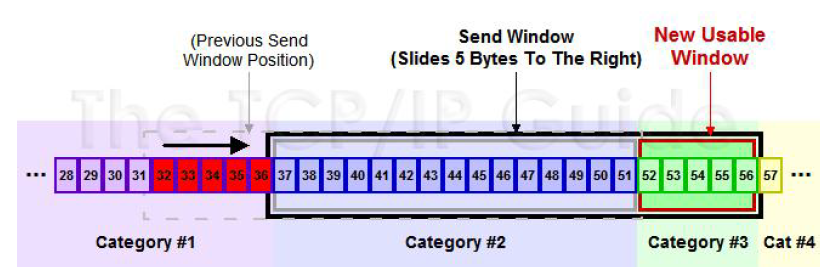 (Previous Send
Window Position)
Send Window
(Slides 5 Bytes To The Right)
New Usable
Window
The TCP/IP Guide
... 28 29 30 31 32 33 34 35 36 37 38 39 40 41 42 43 44 45 46 47 48 49 50 51 52 53 54 55 56 57 ...
Category #1 Category #2 Category #3 Cat #4